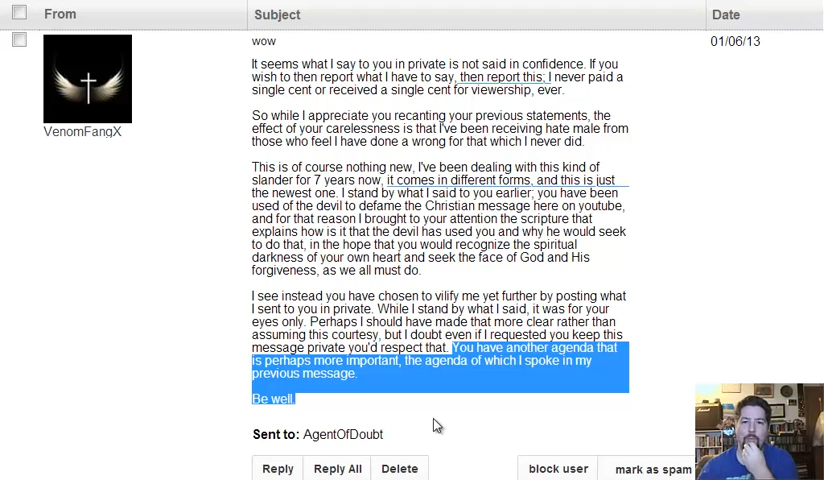 From Subject Date
wow 01/06/13
It seems what I say to you in private is not said in confidence. If you
wish to then report what I have to say, then report this; I never paid a
single cent or received a single cent for viewership, ever.
So while I appreciate you recanting your previous statements, the
effect of your carelessness is that I've been receiving hate male from
those who feel I have done a wrong for that which I never did.
VenomFangX
This is of course nothing new, I've been dealing with this kind of
slander for 7 years now, it comes in different forms, and this is just
the newest one. I stand by what I said to you earlier; you have been
used of the devil to defame the Christian message here on youtube,
and for that reason I brought to your attention the scripture that
explains how is it that the devil has used you and why he would seek
to do that, in the hope that you would recognize the spiritual
darkness of your own heart and seek the face of God and His
forgiveness, as we all must do.
I see instead you have chosen to vilify me yet further by posting what
I sent to you in private. While I stand by what I said, it was for your
eyes only. Perhaps I should have made that more clear rather than
assuming this courtesy, but I doubt even if I requested you keep this
message private you'd respect that. You have another agenda that
is perhaps more important, the agenda of which I spoke in my
previous message.
Be well.
Sent to: AgentOfDoubt
Reply Reply All Delete block user mark as spam